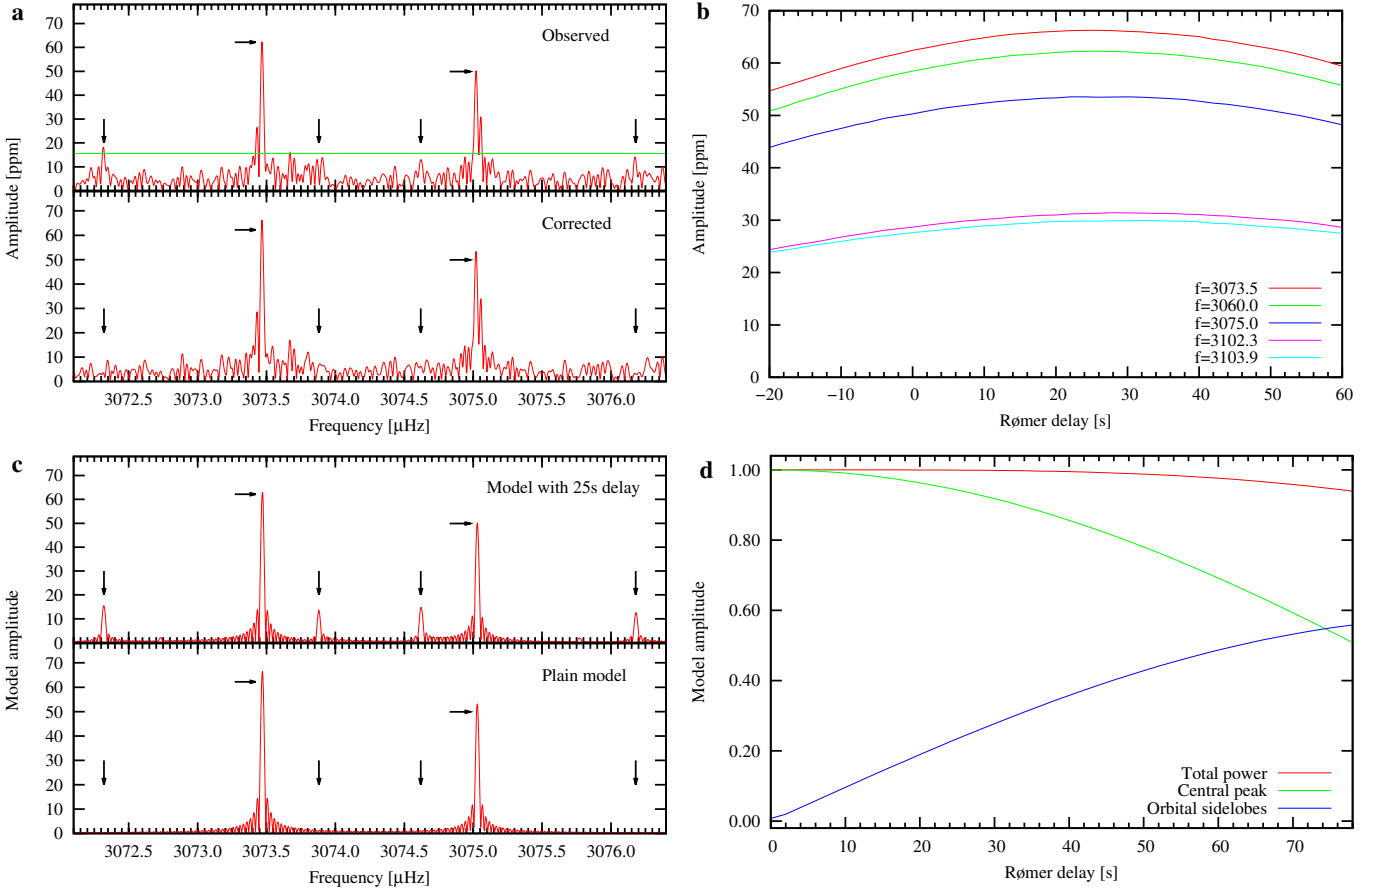 a
Observed
Amplitude [ppm]
80
70
60
50
40
30
20
10
0
Corrected
70
60
50
40
30
20
10
0
3072.5 3073.0 3073.5 3074.0 3074.5 3075.0 3075.5 3076.0
Frequency [μHz]
b
Amplitude [ppm]
70
60
50
40
30
20
10
0
f=3073.5
f=3060.0
f=3075.0
f=3102.3
f=3103.9
−20 −10 0 10 20 30 40 50 60
Rømer delay [s]
c
Model with 25s delay
Model amplitude
70
60
50
40
30
20
10
0
Plain model
70
60
50
40
30
20
10
0
3072.5 3073.0 3073.5 3074.0 3074.5 3075.0 3075.5 3076.0
Frequency [μHz]
d
Model amplitude
1.00
0.80
0.60
0.40
0.20
0.00
Total power
Central peak
Orbital sidelobes
0 10 20 30 40 50 60 70
Rømer delay [s]